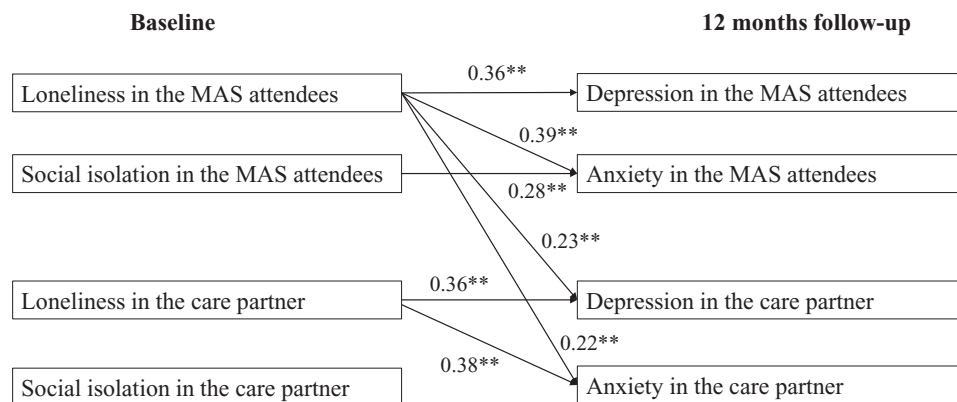 Baseline 12 months follow-up
0.36**
Loneliness in the MAS attendees Depression in the MAS attendees
0.39**
Social isolation in the MAS attendees Anxiety in the MAS attendees
0.28**
0.23**
0.36**
Loneliness in the care partner Depression in the care partner
0.22**
0.38**
Social isolation in the care partner Anxiety in the care partner